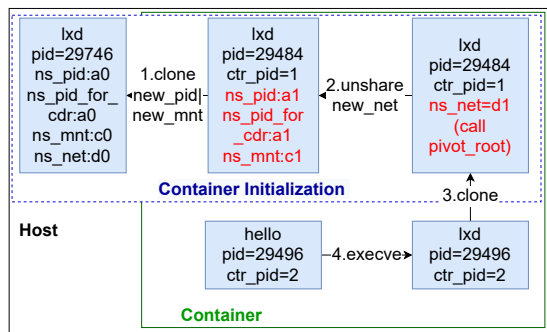 lxd
pid=29746
ns_pid:a0
ns_pid_for_
cdr:a0
ns_mnt:c0
ns_net:d0
1.clone
new_pid|
new_mnt
lxd
pid=29484
ctr_pid=1
ns_pid:a1
ns_pid_for
_cdr:a1
ns_mnt:c1
2.unshare
new_net
lxd
pid=29484
ctr_pid=1
ns_net=d1
(call
pivot_root)
Container Initialization
3.clone
Host
hello
pid=29496
ctr_pid=2
4.execve
lxd
pid=29496
ctr_pid=2
Container